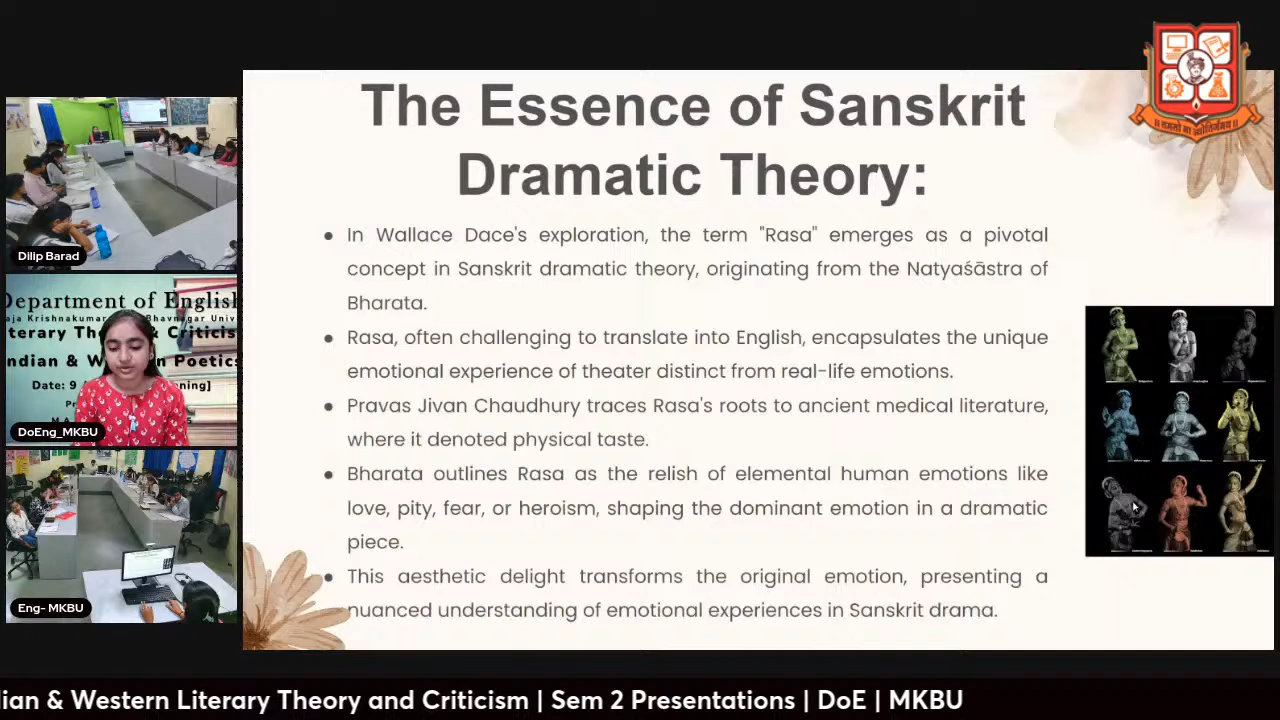 The Essence of Sanskrit
Dramatic Theory:
● In Wallace Dace's exploration, the term "Rasa" emerges as a pivotal
concept in Sanskrit dramatic theory, originating from the Natyaśāstra of
Bharata.
● Rasa, often challenging to translate into English, encapsulates the unique
emotional experience of theater distinct from real-life emotions.
● Pravas Jivan Chaudhury traces Rasa's roots to ancient medical literature,
where it denoted physical taste.
● Bharata outlines Rasa as the relish of elemental human emotions like
love, pity, fear, or heroism, shaping the dominant emotion in a dramatic
piece.
● This aesthetic delight transforms the original emotion, presenting a
nuanced understanding of emotional experiences in Sanskrit drama.
॥ तमसो मा ज्योतिर्गमय ॥
Dilip Barad
Department of English
Date: 9
DoEng_MKBU
Eng- MKBU
& Western Literary Theory and Criticism | Sem 2 Presentations | DoE | MKBU